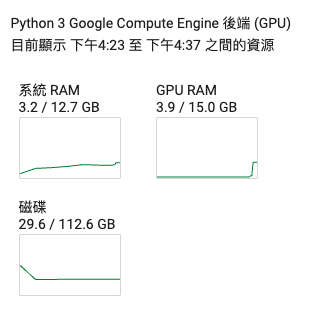 Python 3 Google Compute Engine 後端 (GPU)
目前顯示 下午4:23 至 下午4:37 之間的資源
系統 RAM
3.2 / 12.7 GB
GPU RAM
3.9 / 15.0 GB
磁碟
29.6 / 112.6 GB